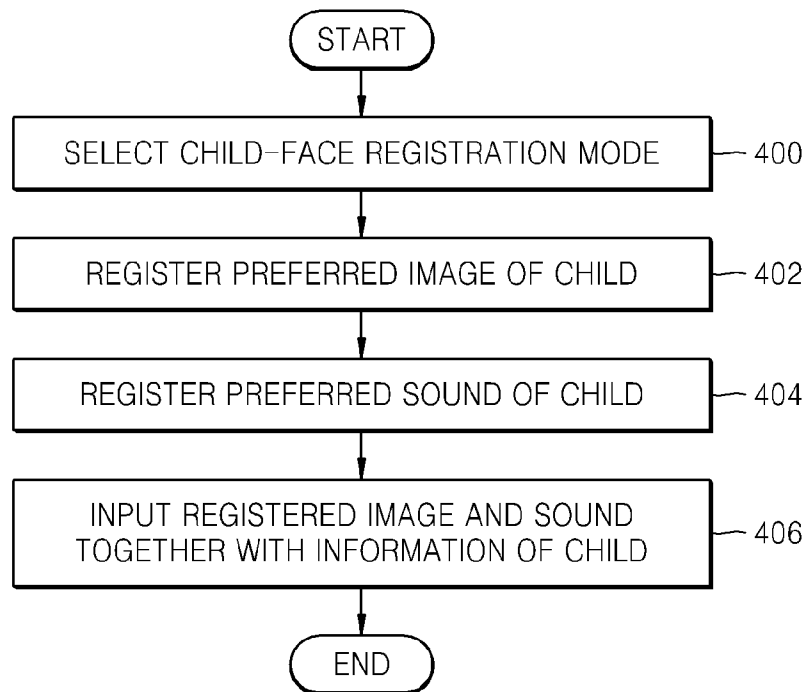 START
SELECT CHILD-FACE REGISTRATION MODE
400
REGISTER PREFERRED IMAGE OF CHILD
402
REGISTER PREFERRED SOUND OF CHILD
404
INPUT REGISTERED IMAGE AND SOUND
TOGETHER WITH INFORMATION OF CHILD
406
END